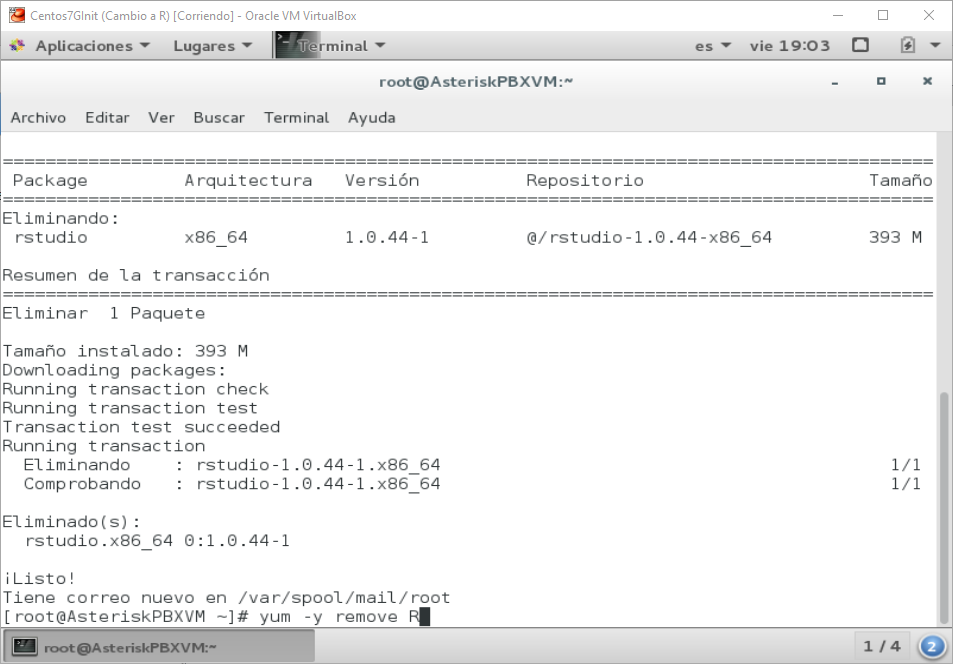 Centos7GInit (Cambio a R) [Corriendo] - Oracle VM VirtualBox
Aplicaciones Lugares Terminal es vie 19:03
root@AsteriskPBXVM:~
Archivo Editar Ver Buscar Terminal Ayuda
================================================================================
Package Arquitectura Versión Repositorio Tamaño
================================================================================
Eliminando:
rstudio x86_64 1.0.44-1 @/rstudio-1.0.44-x86_64 393 M
Resumen de la transacción
================================================================================
Eliminar 1 Paquete
Tamaño instalado: 393 M
Downloading packages:
Running transaction check
Running transaction test
Transaction test succeeded
Running transaction
Eliminando : rstudio-1.0.44-1.x86_64 1/1
Comprobando : rstudio-1.0.44-1.x86_64 1/1
Eliminado(s):
rstudio.x86_64 0:1.0.44-1
¡Listo!
Tiene correo nuevo en /var/spool/mail/root
[root@AsteriskPBXVM ~]# yum -y remove R
root@AsteriskPBXVM:~ 1 / 4 2